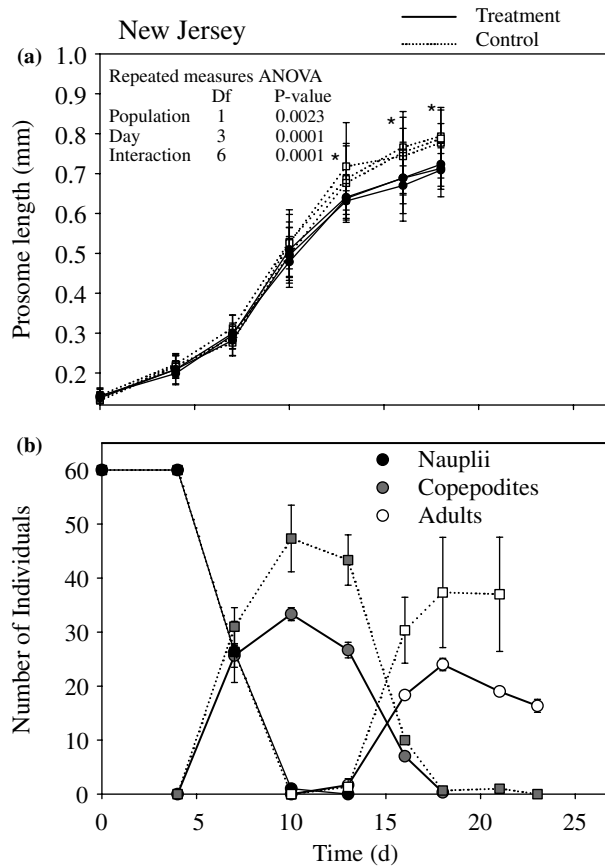 New Jersey
Treatment
Control
(a)
Repeated measures ANOVA
Df P-value
Population 1 0.0023
Day 3 0.0001
Interaction 6 0.0001
* * *
Prosome length (mm)
1.0
0.9
0.8
0.7
0.6
0.5
0.4
0.3
0.2
(b)
Nauplii
Copepodites
Adults
Number of Individuals
60
50
40
30
20
10
0
0 5 10 15 20 25
Time (d)